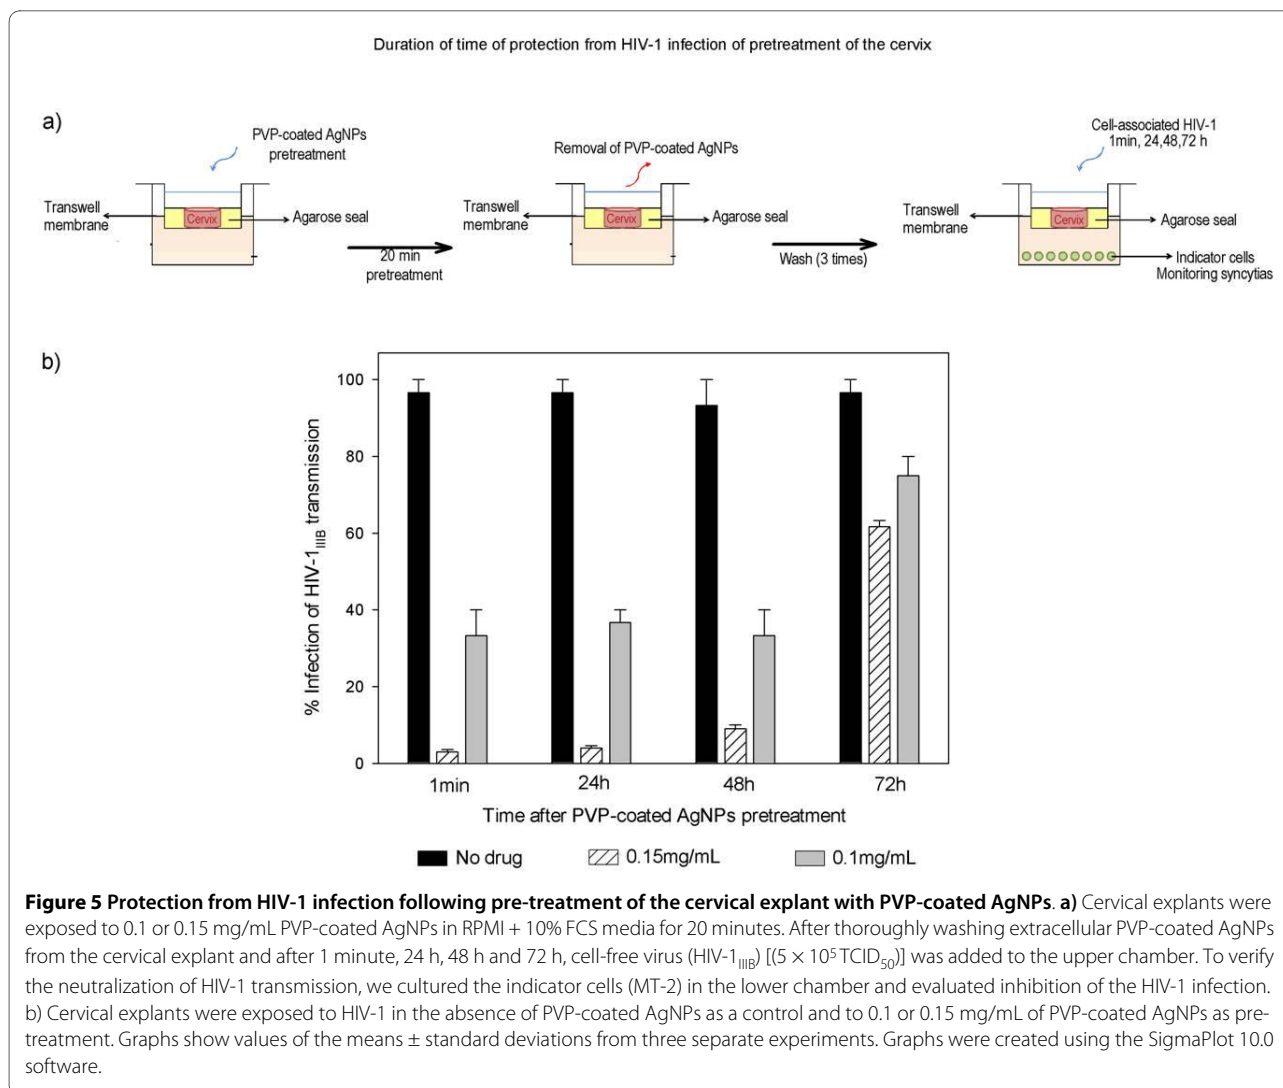 Duration of time of protection from HIV-1 infection of pretreatment of the cervix
a)
PVP-coated AgNPs
pretreatment
Transwell
membrane
Cervix
Agarose seal
20 min
pretreatment
Removal of PVP-coated AgNPs
Transwell
membrane
Cervix
Agarose seal
Wash (3 times)
Cell-associated HIV-1
1min, 24,48,72 h
Transwell
membrane
Cervix
Agarose seal
Indicator cells
Monitoring syncytias
b)
% Infection of HIV-1IIIB transmission
100
80
60
40
20
0
1min 24h 48h 72h
Time after PVP-coated AgNPs pretreatment
No drug 0.15mg/mL 0.1mg/mL
Figure 5 Protection from HIV-1 infection following pre-treatment of the cervical explant with PVP-coated AgNPs. a) Cervical explants were
exposed to 0.1 or 0.15 mg/mL PVP-coated AgNPs in RPMI + 10% FCS media for 20 minutes. After thoroughly washing extracellular PVP-coated AgNPs
from the cervical explant and after 1 minute, 24 h, 48 h and 72 h, cell-free virus (HIV-1IIIB) [(5 × 10⁵ TCID₅₀)] was added to the upper chamber. To verify
the neutralization of HIV-1 transmission, we cultured the indicator cells (MT-2) in the lower chamber and evaluated inhibition of the HIV-1 infection.
b) Cervical explants were exposed to HIV-1 in the absence of PVP-coated AgNPs as a control and to 0.1 or 0.15 mg/mL of PVP-coated AgNPs as pre-
treatment. Graphs show values of the means ± standard deviations from three separate experiments. Graphs were created using the SigmaPlot 10.0
software.